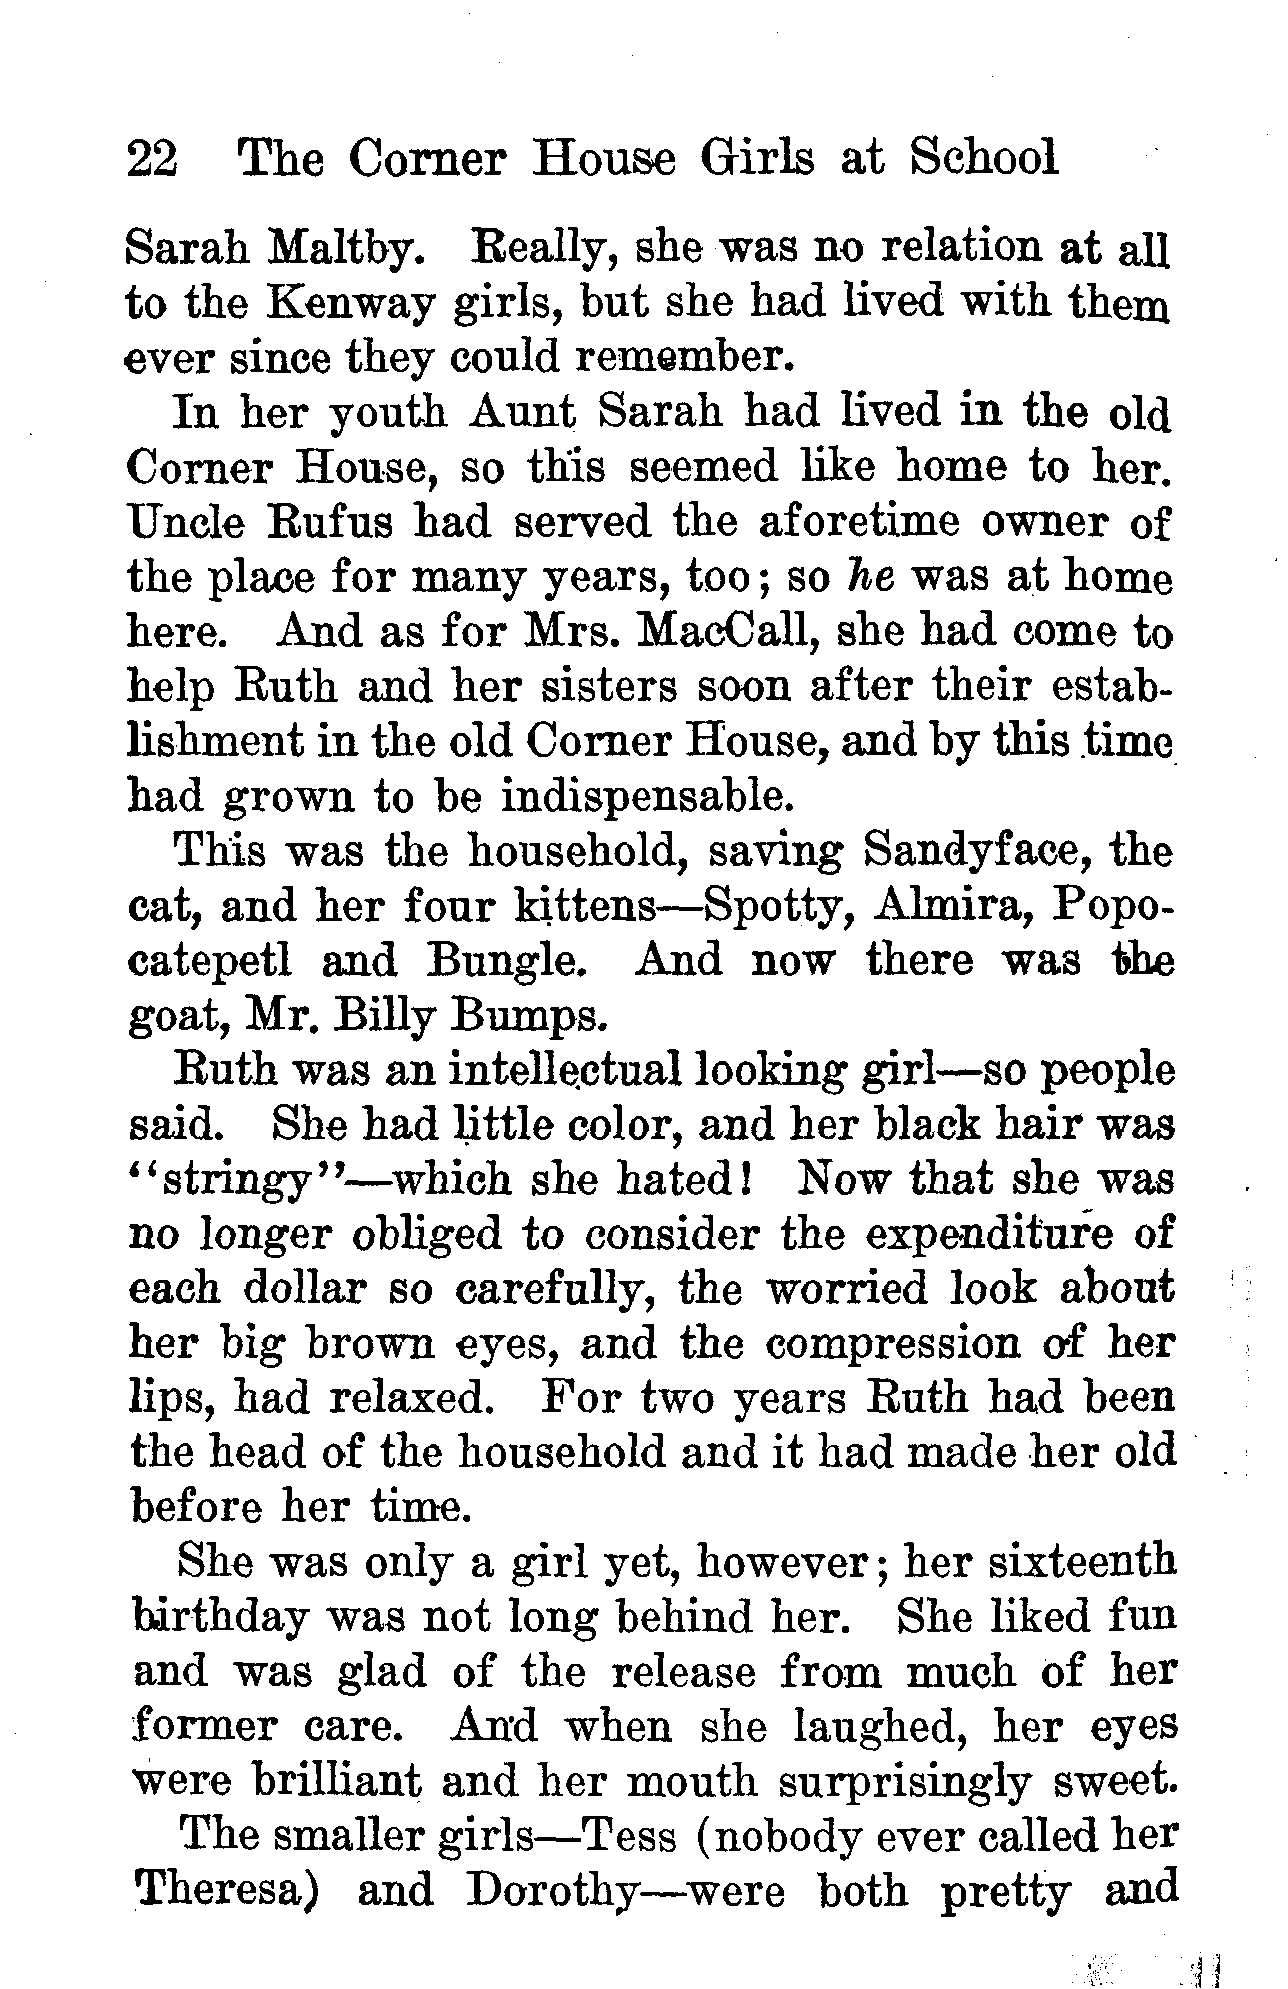 22 The Corner House Girls at School
Sarah Maltby. Really, she was no relation at all
to the Kenway girls, but she had lived with them
ever since they could remember.
In her youth Aunt Sarah had lived in the old
Corner House, so this seemed like home to her.
Uncle Rufus had served the aforetime owner of
the place for many years, too; so he was at home
here. And as for Mrs. MacCall, she had come to
help Ruth and her sisters soon after their estab-
lishment in the old Corner House, and by this time
had grown to be indispensable.
This was the household, saving Sandyface, the
cat, and her four kittens—Spotty, Almira, Popo-
catepetl and Bungle. And now there was the
goat, Mr. Billy Bumps.
Ruth was an intellectual looking girl—so people
said. She had little color, and her black hair was
"stringy"—which she hated! Now that she was
no longer obliged to consider the expenditure of
each dollar so carefully, the worried look about
her big brown eyes, and the compression of her
lips, had relaxed. For two years Ruth had been
the head of the household and it had made her old
before her time.
She was only a girl yet, however; her sixteenth
birthday was not long behind her. She liked fun
and was glad of the release from much of her
former care. And when she laughed, her eyes
were brilliant and her mouth surprisingly sweet.
The smaller girls—Tess (nobody ever called her
Theresa) and Dorothy—were both pretty and